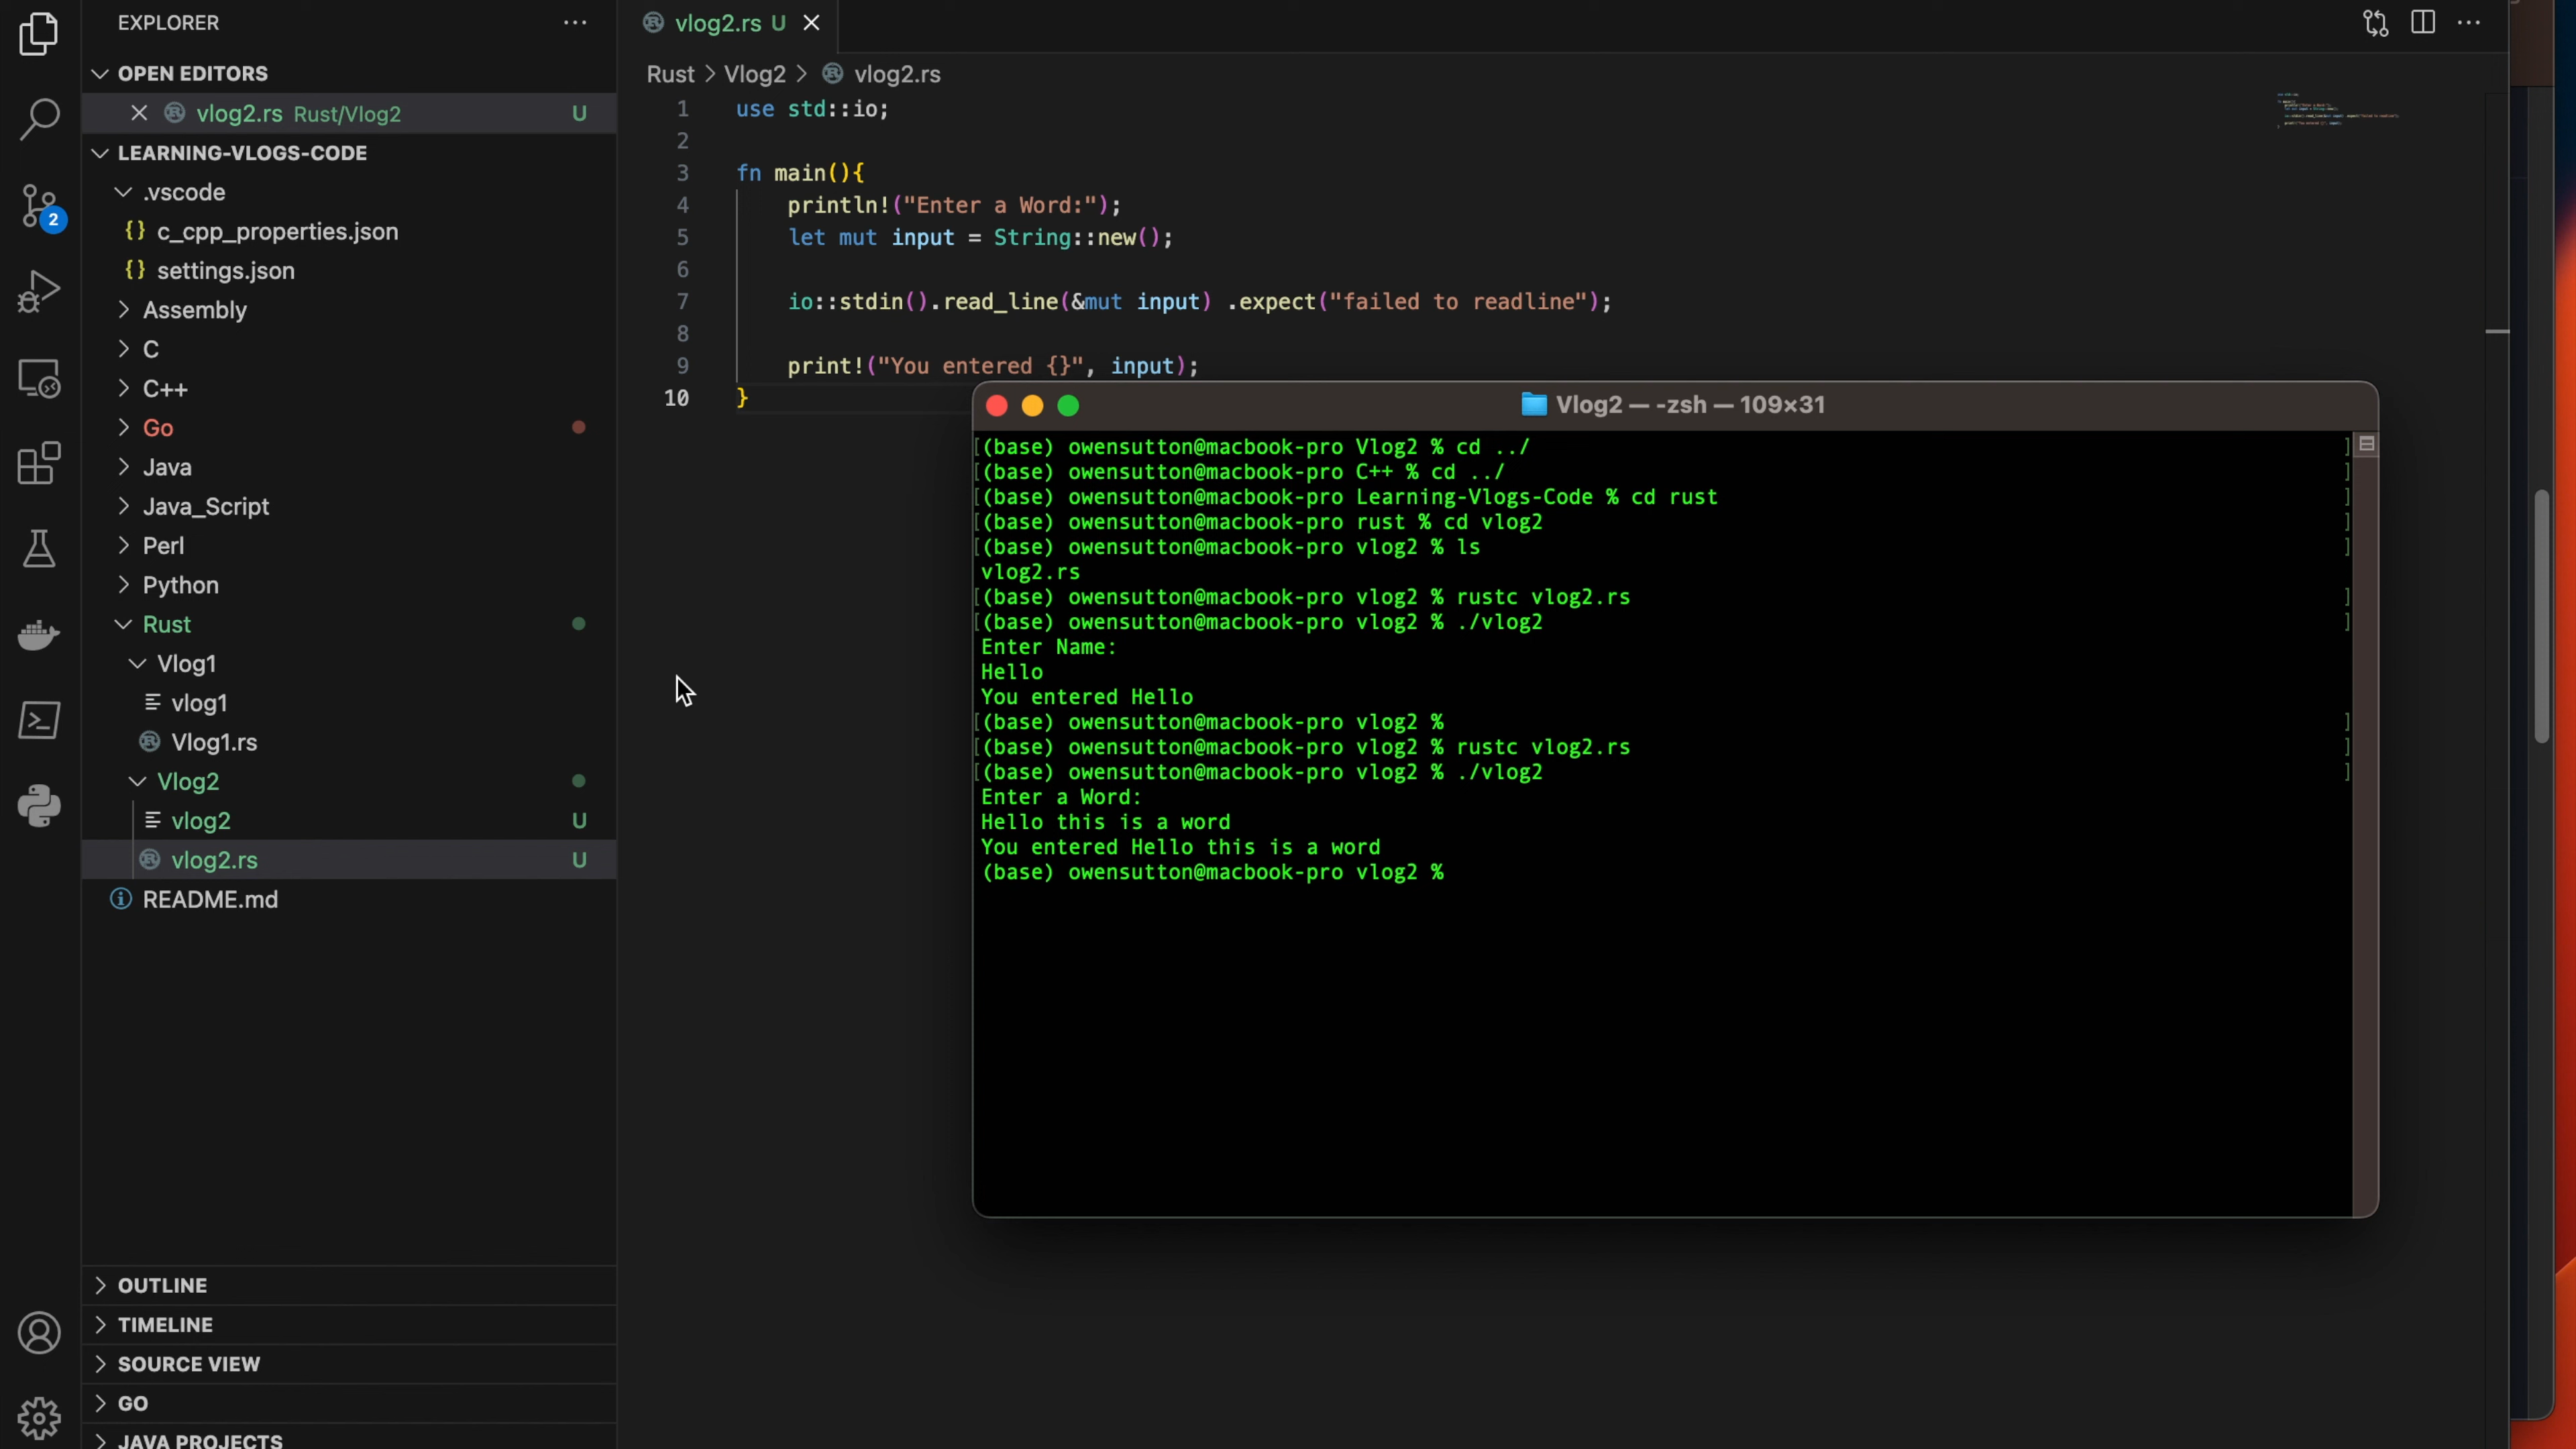 EXPLORER
OPEN EDITORS
vlog2.rs Rust/Vlog2 U
LEARNING-VLOGS-CODE
.vscode
{} c_cpp_properties.json
{} settings.json
Assembly
C
C++
Go
Java
Java_Script
Perl
Python
Rust
Vlog1
vlog1
Vlog1.rs
Vlog2
vlog2 U
vlog2.rs U
README.md
OUTLINE
TIMELINE
SOURCE VIEW
GO
JAVA PROJECTS
2
vlog2.rs U
Rust > Vlog2 > vlog2.rs
1 use std::io;
2
3 fn main(){
4 println!("Enter a Word:");
5 let mut input = String::new();
6
7 io::stdin().read_line(&mut input) .expect("failed to readline");
8
9 print!("You entered {}", input);
10 }
Vlog2 — -zsh — 109×31
[(base) owensutton@macbook-pro Vlog2 % cd ../ ]
[(base) owensutton@macbook-pro C++ % cd ../ ]
[(base) owensutton@macbook-pro Learning-Vlogs-Code % cd rust ]
[(base) owensutton@macbook-pro rust % cd vlog2 ]
[(base) owensutton@macbook-pro vlog2 % ls ]
vlog2.rs
[(base) owensutton@macbook-pro vlog2 % rustc vlog2.rs ]
[(base) owensutton@macbook-pro vlog2 % ./vlog2 ]
Enter Name:
Hello
You entered Hello
[(base) owensutton@macbook-pro vlog2 % ]
[(base) owensutton@macbook-pro vlog2 % rustc vlog2.rs ]
[(base) owensutton@macbook-pro vlog2 % ./vlog2 ]
Enter a Word:
Hello this is a word
You entered Hello this is a word
(base) owensutton@macbook-pro vlog2 %